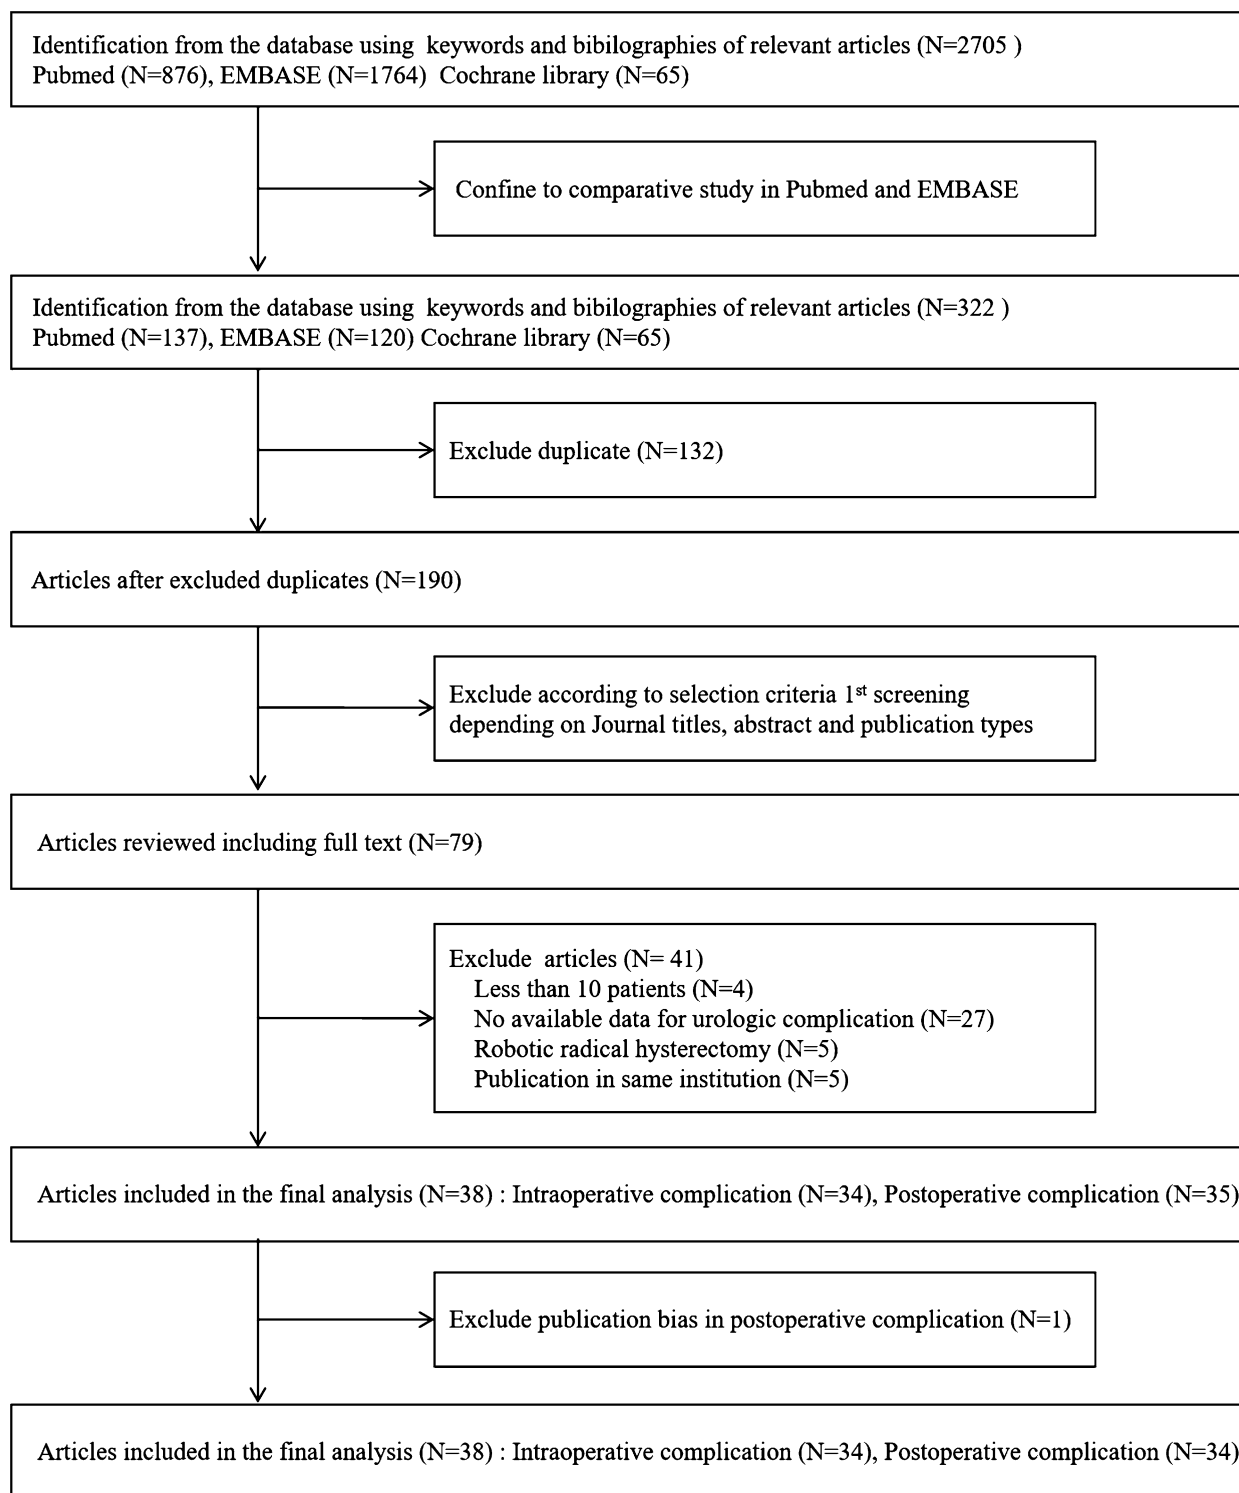 Identification from the database using keywords and bibilographies of relevant articles (N=2705 )
Pubmed (N=876), EMBASE (N=1764) Cochrane library (N=65)
Confine to comparative study in Pubmed and EMBASE
Identification from the database using keywords and bibilographies of relevant articles (N=322 )
Pubmed (N=137), EMBASE (N=120) Cochrane library (N=65)
Exclude duplicate (N=132)
Articles after excluded duplicates (N=190)
Exclude according to selection criteria 1st screening
depending on Journal titles, abstract and publication types
Articles reviewed including full text (N=79)
Exclude articles (N= 41)
Less than 10 patients (N=4)
No available data for urologic complication (N=27)
Robotic radical hysterectomy (N=5)
Publication in same institution (N=5)
Articles included in the final analysis (N=38) : Intraoperative complication (N=34), Postoperative complication (N=35)
Exclude publication bias in postoperative complication (N=1)
Articles included in the final analysis (N=38) : Intraoperative complication (N=34), Postoperative complication (N=34)